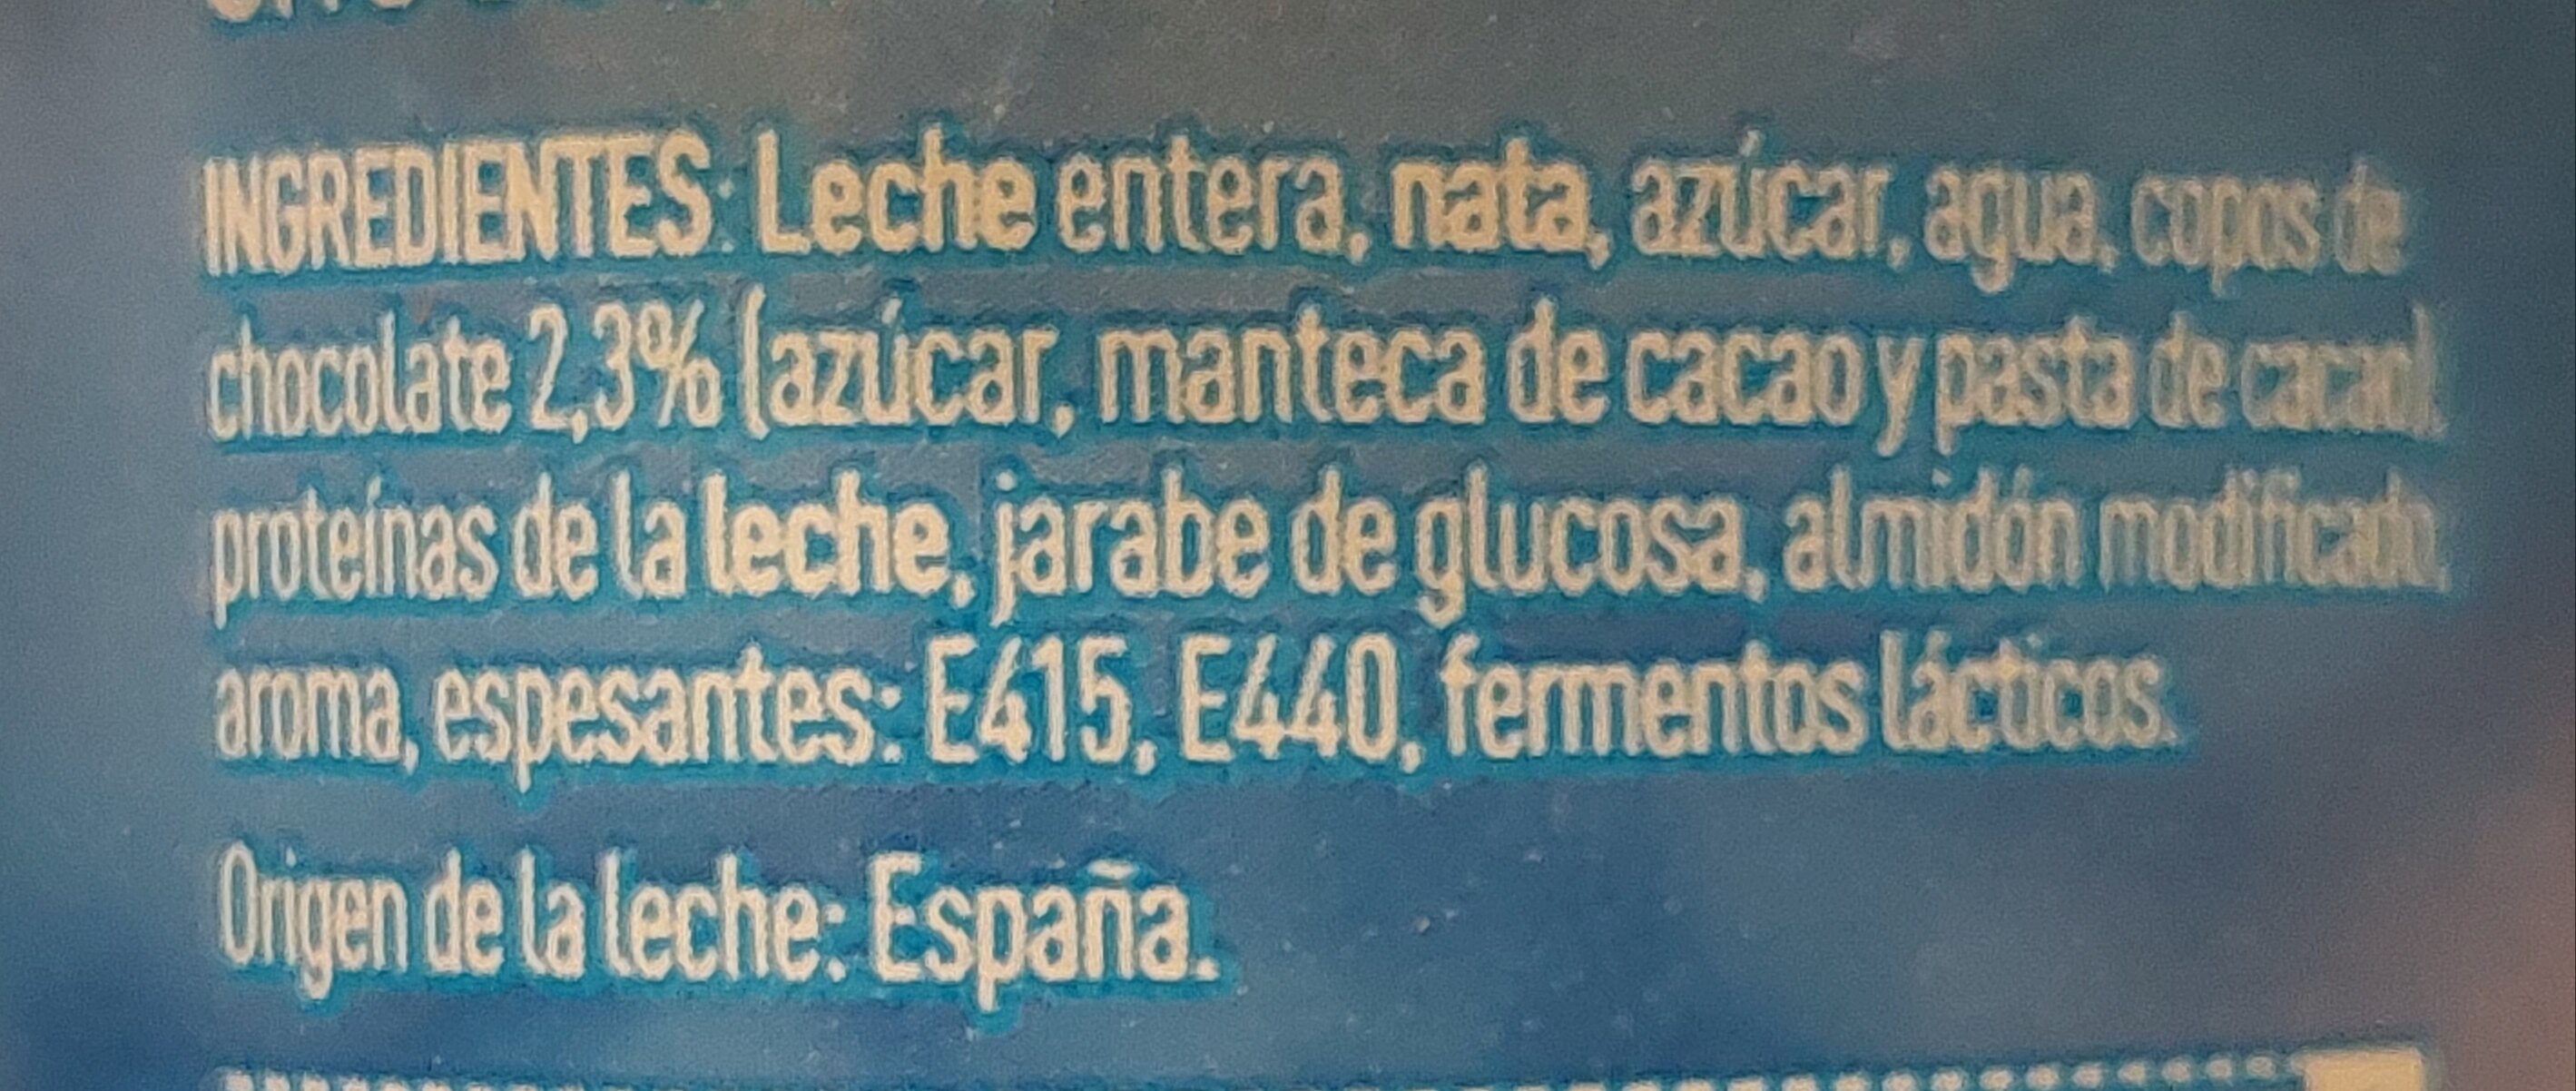 INGREDIENTES: Leche entera, nata, azúcar, agua, copos de
chocolate 2,3% (azúcar, manteca de cacao y pasta de cacao),
proteínas de la leche, jarabe de glucosa, almidón modificado,
aroma, espesantes: E415, E440, fermentos lácticos.
Origen de la leche: España.